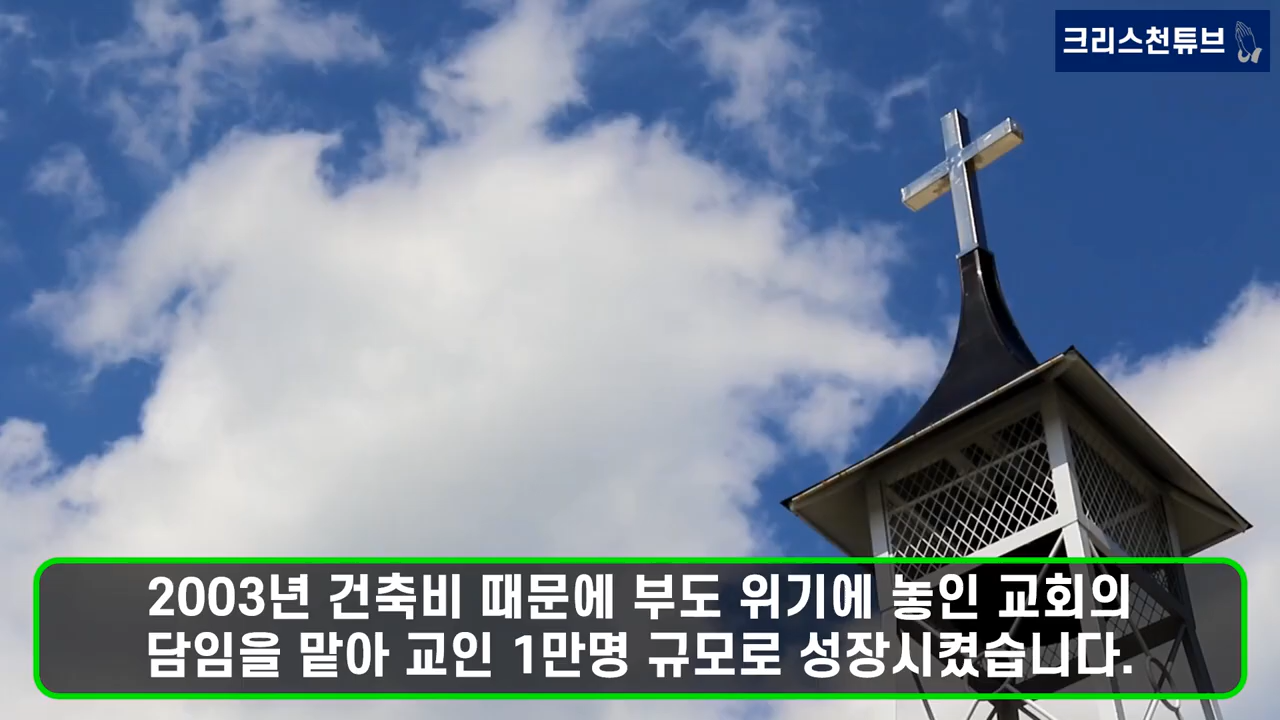 크리스천튜브
2003년 건축비 때문에 부도 위기에 놓인 교회의
담임을 맡아 교인 1만명 규모로 성장시켰습니다.